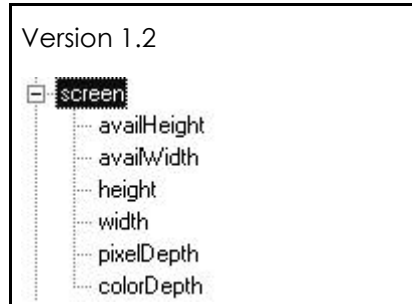 Version 1.2
screen
availHeight
availWidth
height
width
pixelDepth
colorDepth